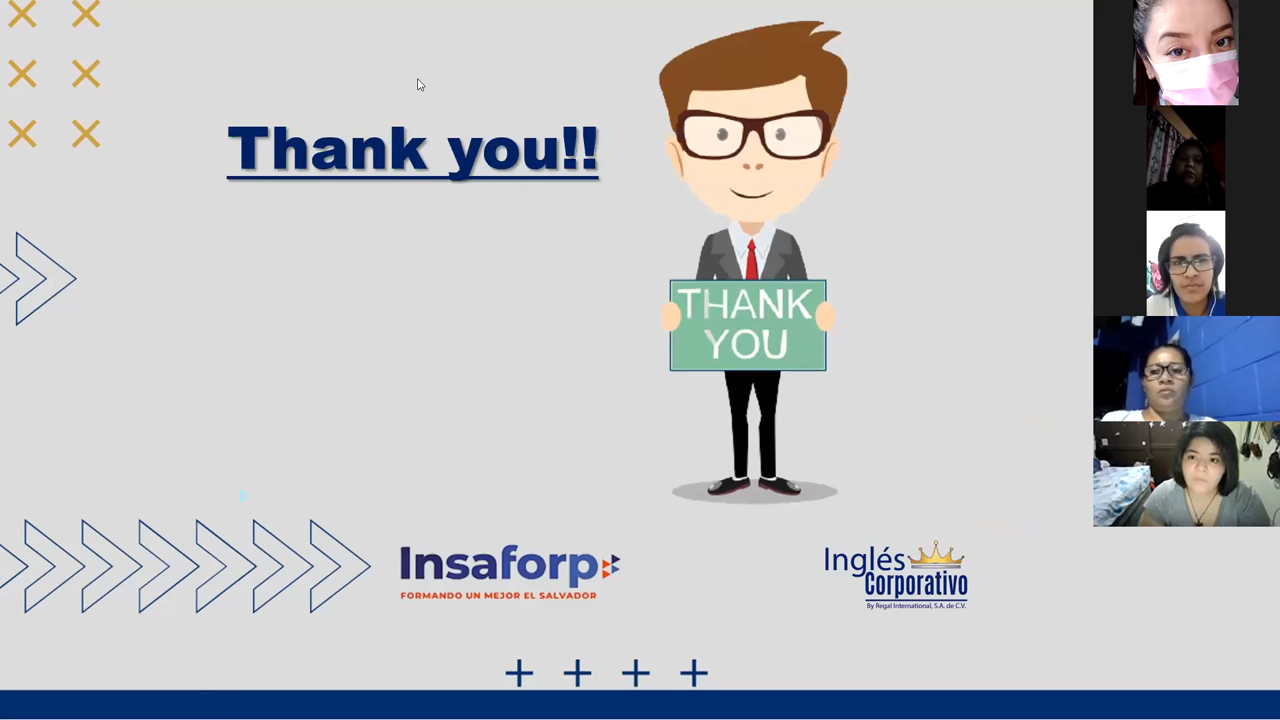 Thank you!!
THANK
YOU
Insaforp
FORMANDO UN MEJOR EL SALVADOR
Inglés
Corporativo
By Regal International, S.A. de C.V.